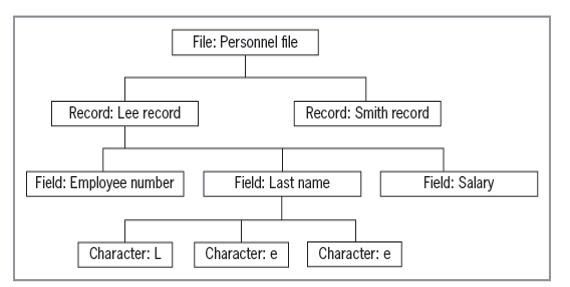 File: Personnel file
Record: Lee record
Record: Smith record
Field: Employee number
Field: Last name
Field: Salary
Character: L
Character: e
Character: e